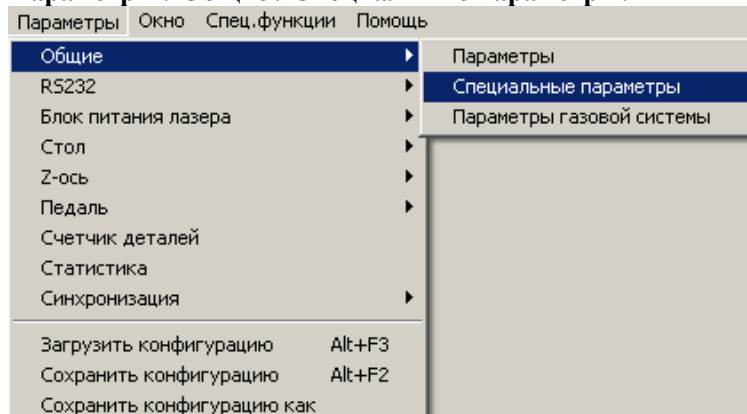 Параметры Окно Спец.функции Помощь
Общие
RS232
Блок питания лазера
Стол
Z-ось
Педаль
Счетчик деталей
Статистика
Синхронизация
Загрузить конфигурацию Alt+F3
Сохранить конфигурацию Alt+F2
Сохранить конфигурацию как
Параметры
Специальные параметры
Параметры газовой системы